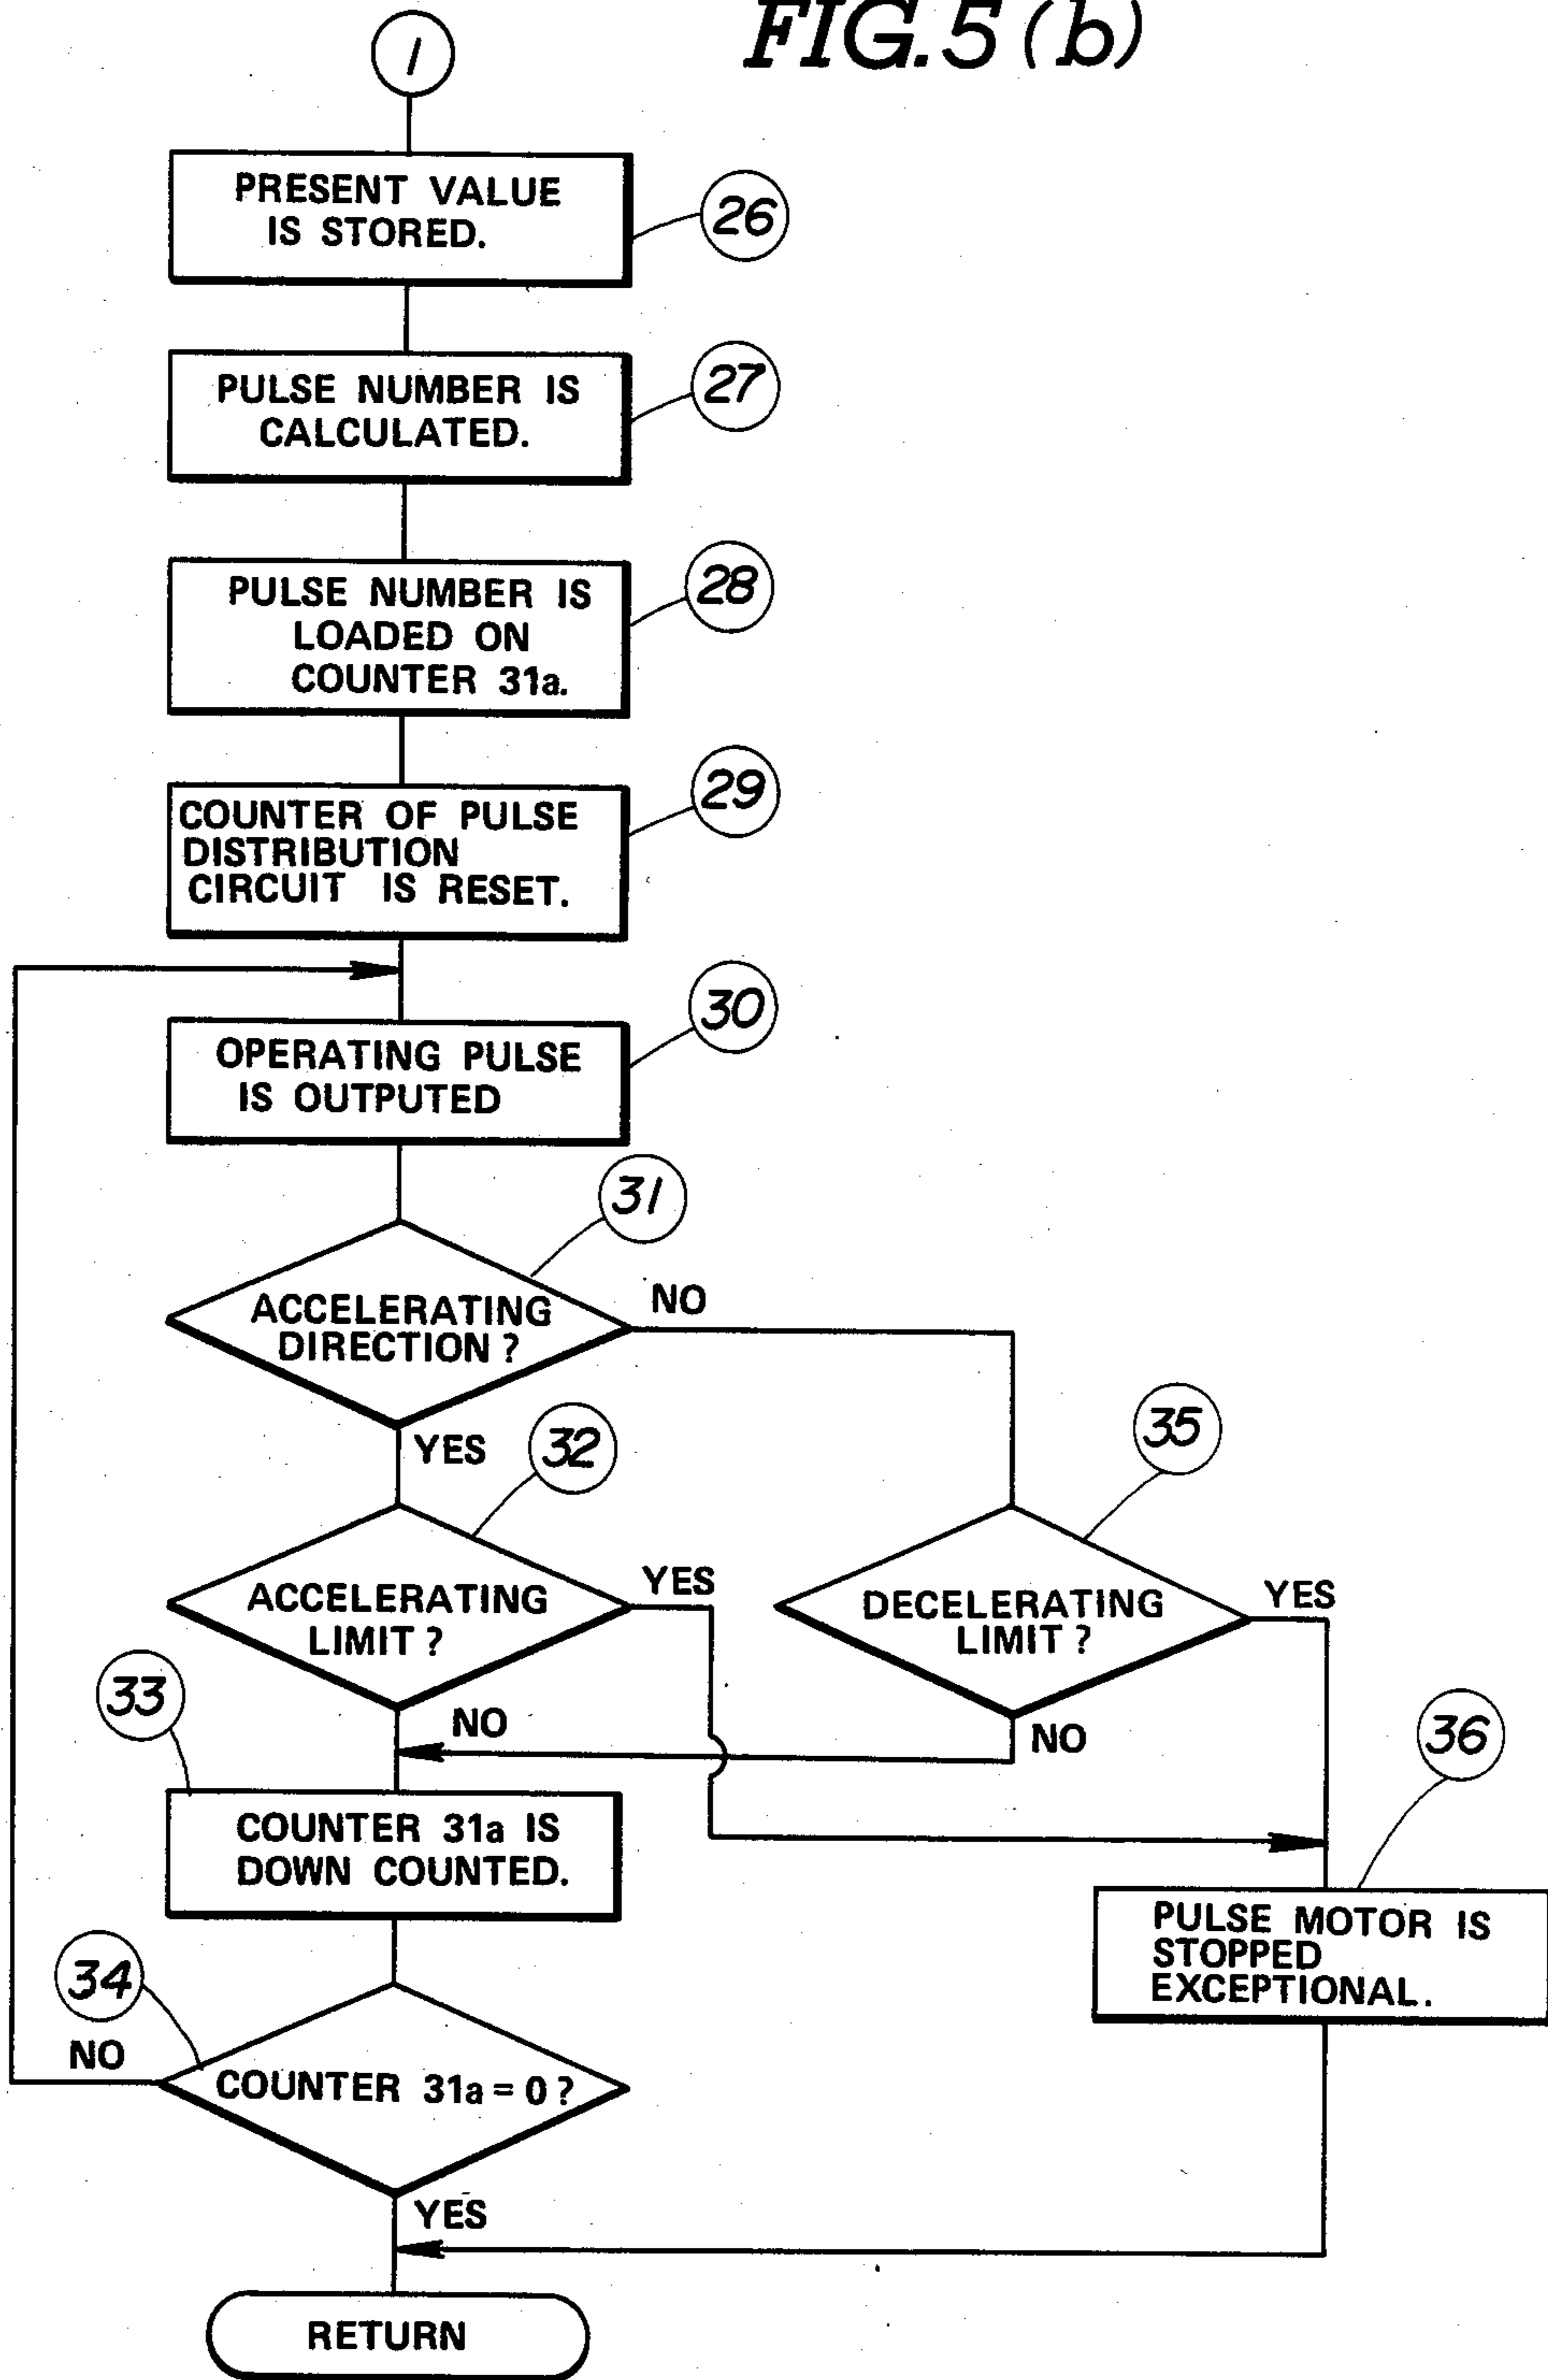 FIG.5 (b)
1
PRESENT VALUE
IS STORED.
26
PULSE NUMBER IS
CALCULATED.
27
PULSE NUMBER IS
LOADED ON
COUNTER 31a.
28
COUNTER OF PULSE
DISTRIBUTION
CIRCUIT IS RESET.
29
OPERATING PULSE
IS OUTPUTED
30
31
ACCELERATING
DIRECTION ?
NO
YES
32
35
ACCELERATING
LIMIT ?
YES
DECELERATING
LIMIT ?
YES
33
NO
NO
36
COUNTER 31a IS
DOWN COUNTED.
PULSE MOTOR IS
STOPPED
EXCEPTIONAL.
34
NO
COUNTER 31a = 0 ?
YES
RETURN